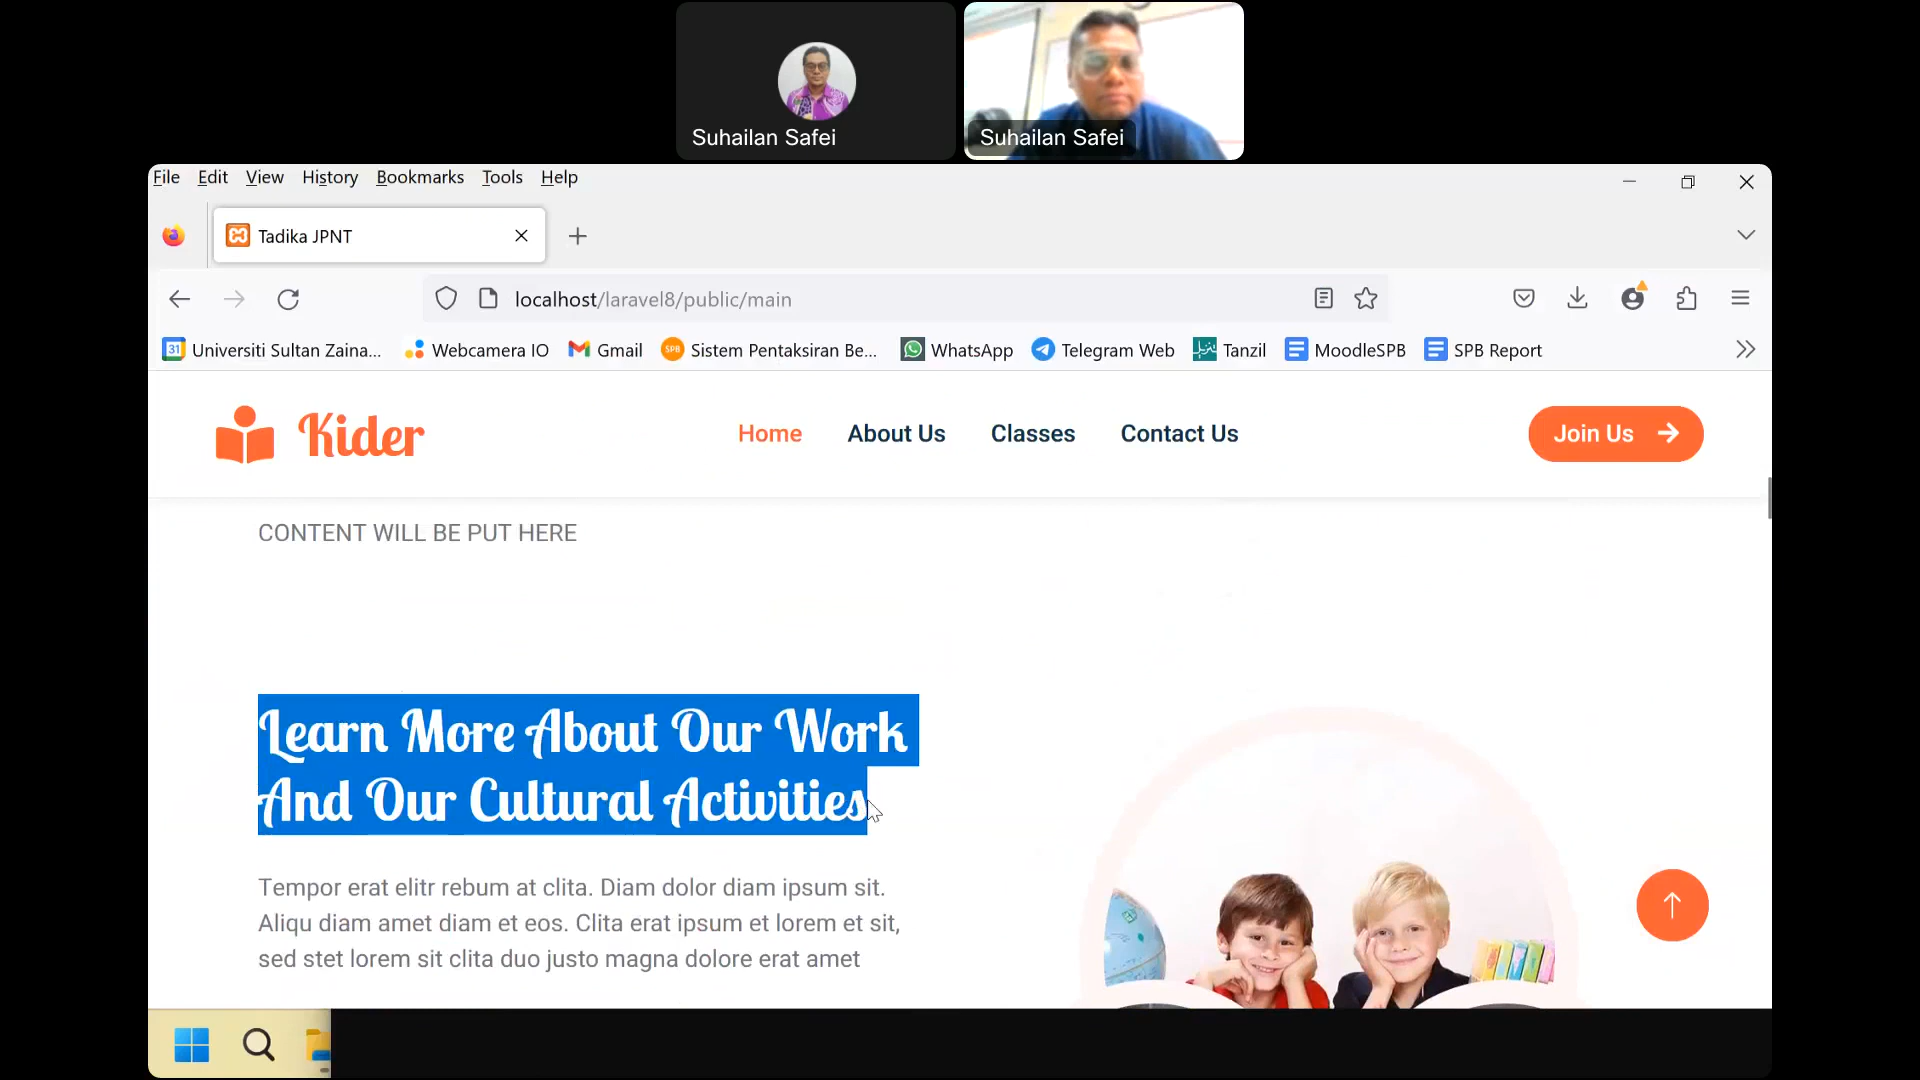 Suhailan Safei
Suhailan Safei
File Edit View History Bookmarks Tools Help
Tadika JPNT
localhost/laravel8/public/main
31 Universiti Sultan Zaina... Webcamera IO Gmail SPB Sistem Pentaksiran Be... WhatsApp Telegram Web Tanzil MoodleSPB SPB Report
Kider
Home About Us Classes Contact Us
Join Us
CONTENT WILL BE PUT HERE
Learn More About Our Work
And Our Cultural Activities
Tempor erat elitr rebum at clita. Diam dolor diam ipsum sit.
Aliqu diam amet diam et eos. Clita erat ipsum et lorem et sit,
sed stet lorem sit clita duo justo magna dolore erat amet